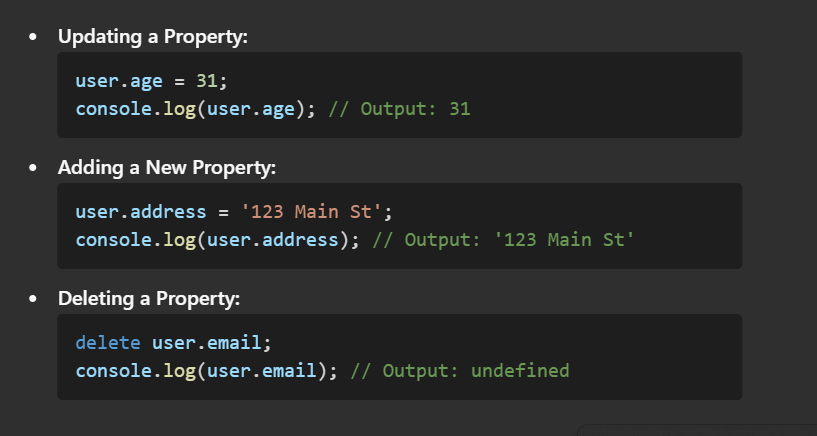 • Updating a Property:
user.age = 31;
console.log(user.age); // Output: 31
• Adding a New Property:
user.address = '123 Main St';
console.log(user.address); // Output: '123 Main St'
• Deleting a Property:
delete user.email;
console.log(user.email); // Output: undefined